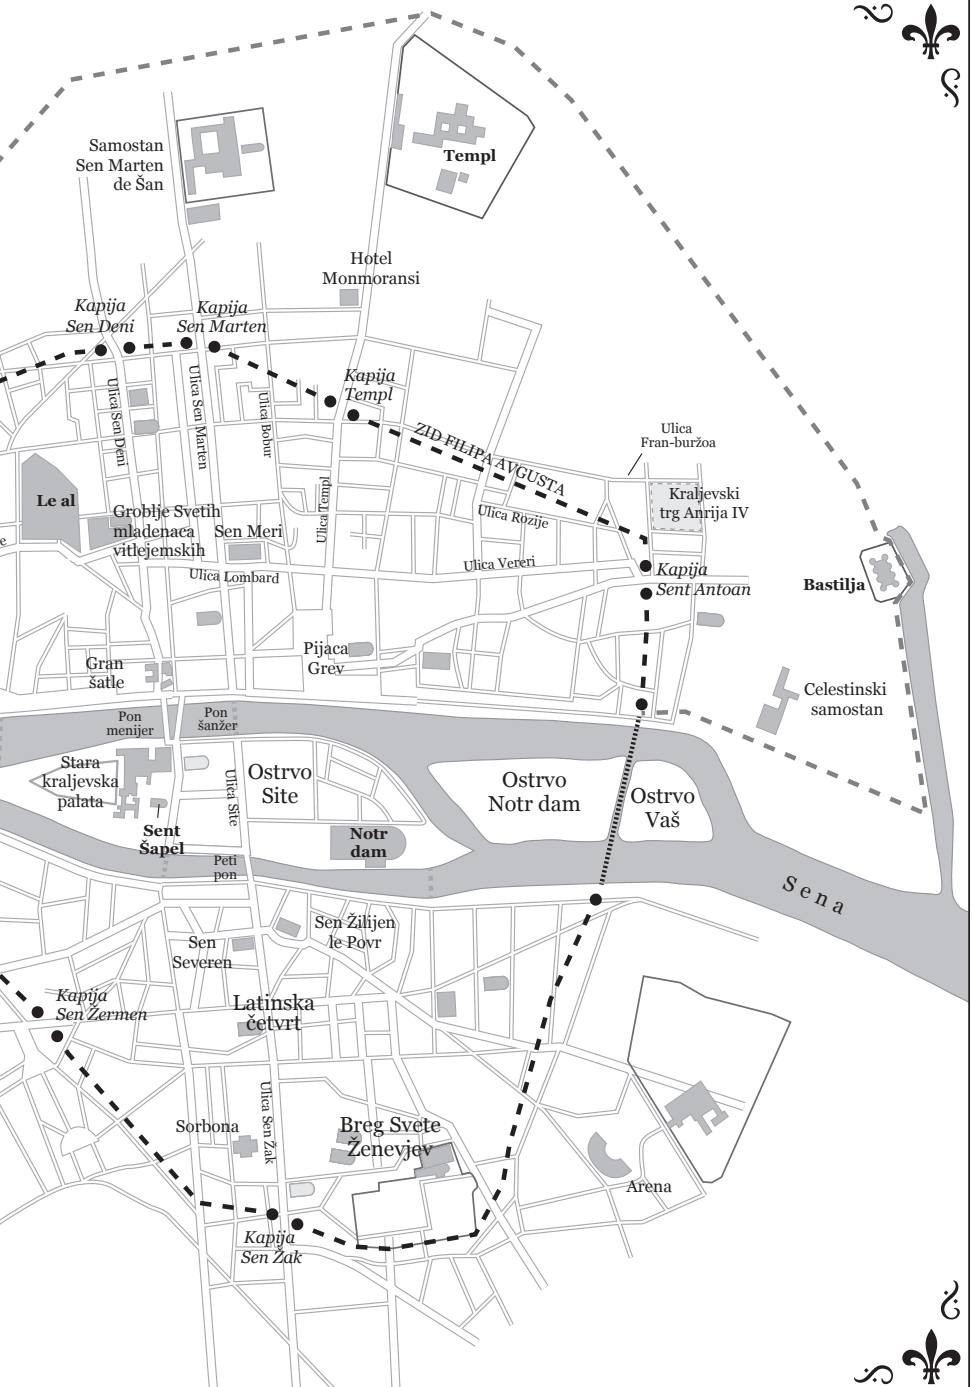 Samostan
Sen Marten
de Šan
Templ
Hotel
Monmoransi
Kapija
Sen Deni
Kapija
Sen Marten
Kapija
Templ
Ulica Sen Deni
Ulica Sen Marten
Ulica Bobur
ZID FILIPA AVGUSTA
Ulica
Fran-buržoa
Le al
Groblje Svetih
mladenaca
vitlejemskih
Sen Meri
Ulica Templ
Ulica Rozije
Kraljevski
trg Anrija IV
e
Ulica Lombard
Ulica Vereri
Kapija
Sent Antoan
Bastilja
Pijaca
Grev
Gran
šatle
Celestinski
samostan
Pon
menijer
Pon
šanžer
Stara
kraljevska
palata
Ulica Site
Ostrvo
Site
Ostrvo
Notr dam
Ostrvo
Vaš
Sent
Šapel
Notr
dam
Peti
pon
Sena
Sen Žilijen
le Povr
Sen
Severen
Kapija
Sen Žermen
Latinska
četvrt
Ulica Sen Žak
Sorbona
Breg Svete
Ženevjev
Arena
Kapija
Sen Žak